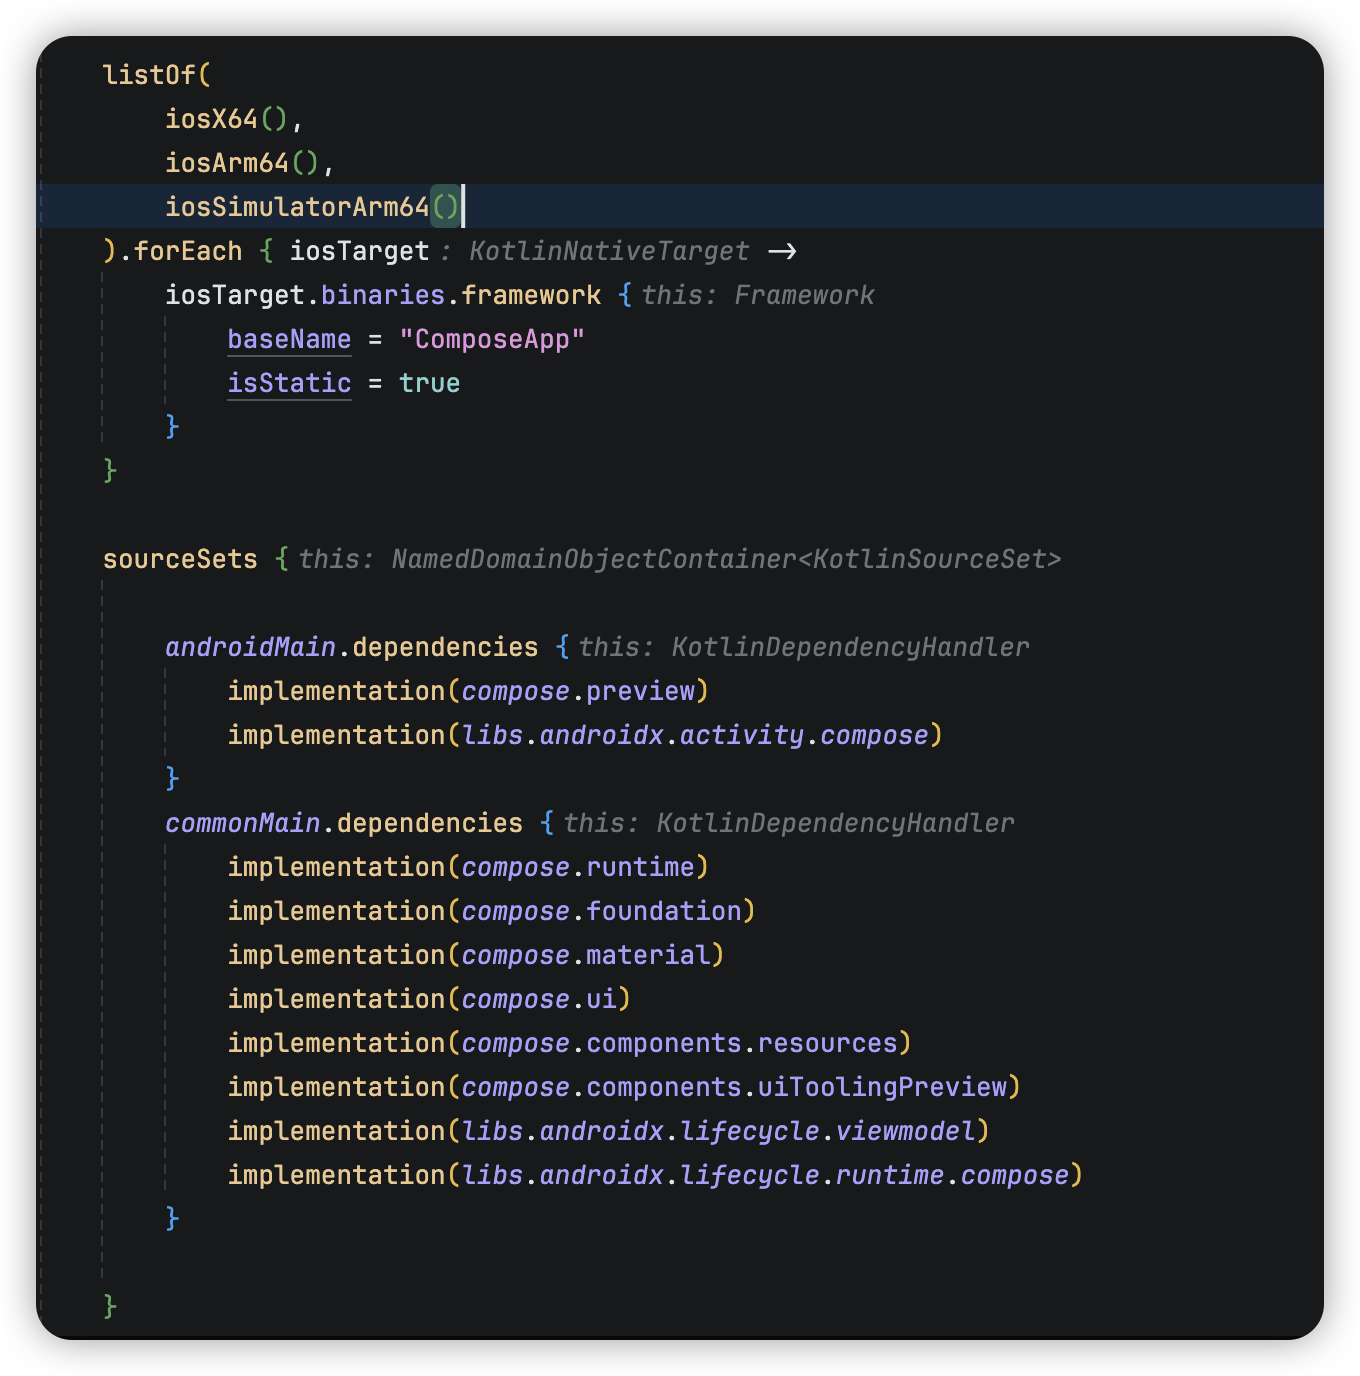 listOf(
    iosX64(),
    iosArm64(),
    iosSimulatorArm64()
).forEach { iosTarget : KotlinNativeTarget ->
    iosTarget.binaries.framework { this: Framework
        baseName = "ComposeApp"
        isStatic = true
    }
}

sourceSets { this: NamedDomainObjectContainer<KotlinSourceSet>

    androidMain.dependencies { this: KotlinDependencyHandler
        implementation(compose.preview)
        implementation(libs.androidx.activity.compose)
    }
    commonMain.dependencies { this: KotlinDependencyHandler
        implementation(compose.runtime)
        implementation(compose.foundation)
        implementation(compose.material)
        implementation(compose.ui)
        implementation(compose.components.resources)
        implementation(compose.components.uiToolingPreview)
        implementation(libs.androidx.lifecycle.viewmodel)
        implementation(libs.androidx.lifecycle.runtime.compose)
    }

}